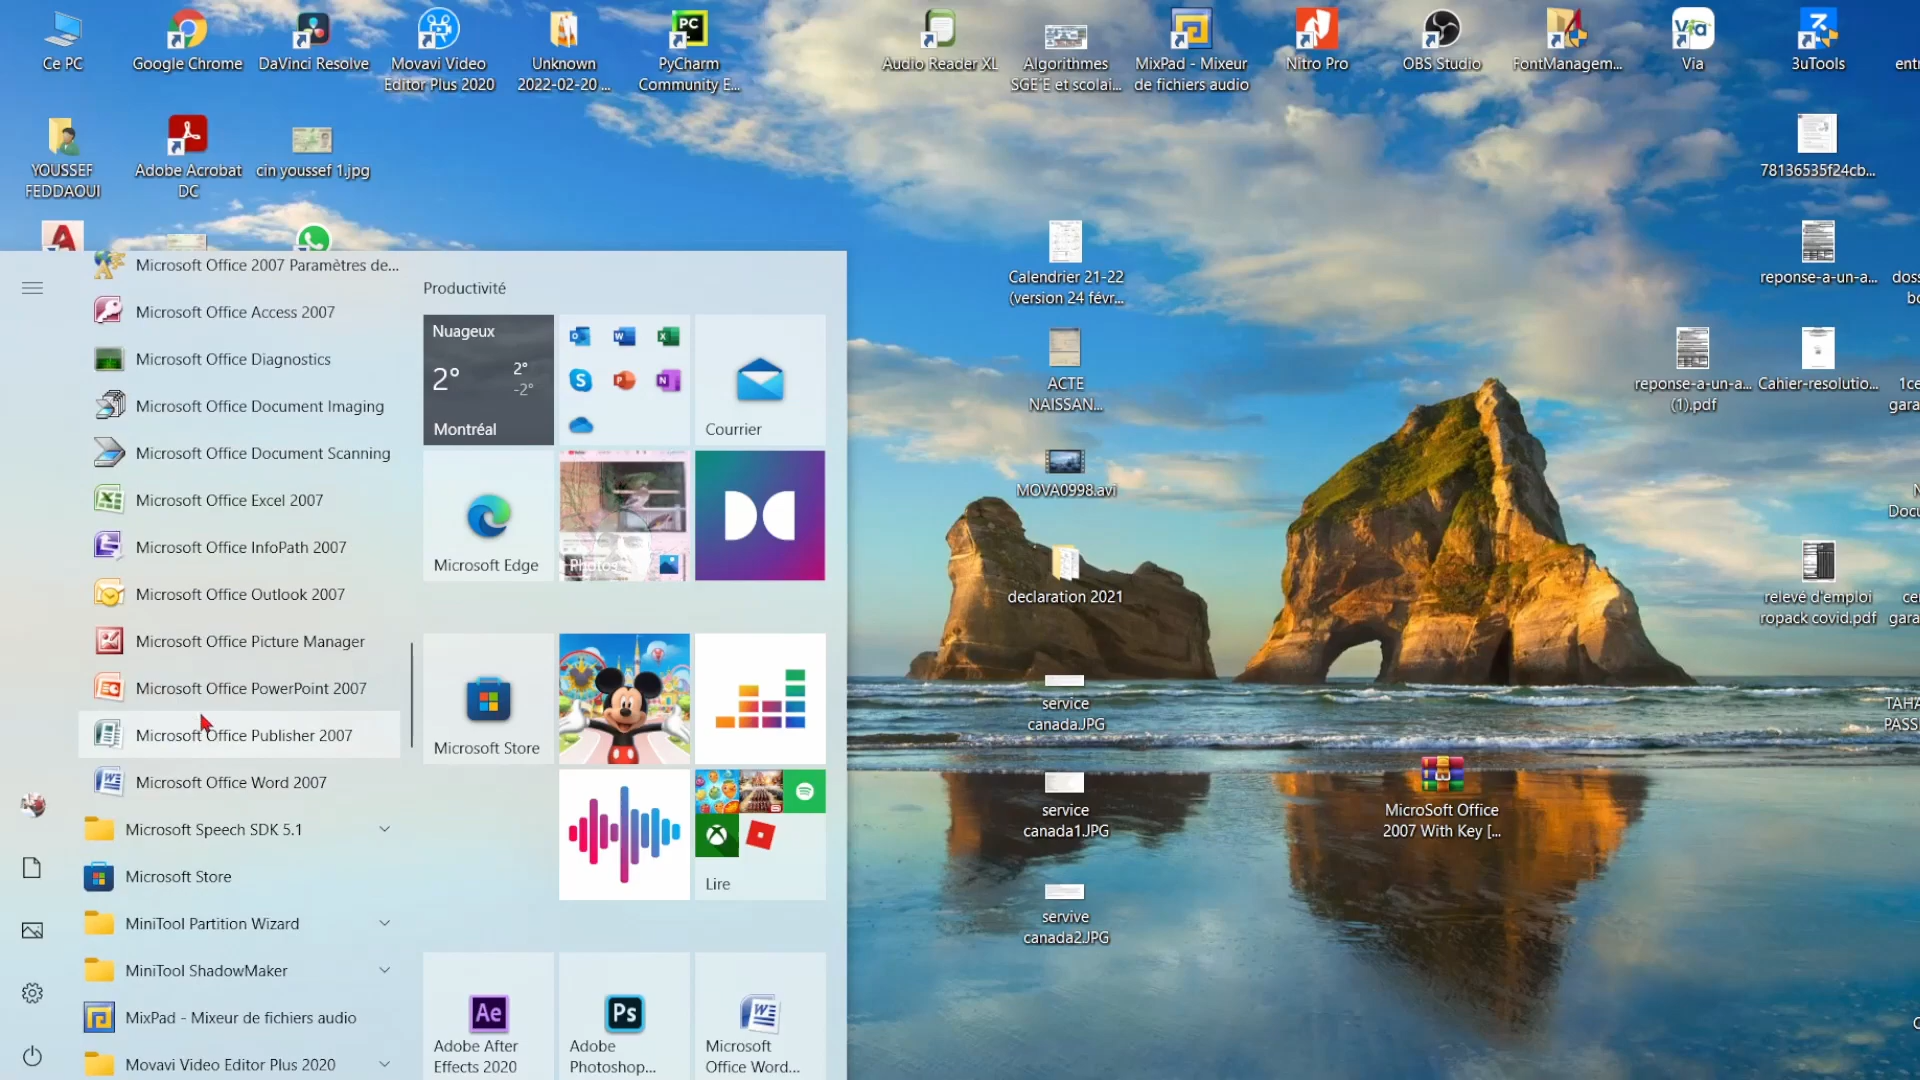 Ce PC
Google Chrome
DaVinci Resolve
Movavi Video
Editor Plus 2020
Unknown
2022-02-20 ...
PyCharm
Community E...
Audio Reader XL
Algorithmes
SGEE et scolai...
MixPad - Mixeur
de fichiers audio
Nitro Pro
OBS Studio
FontManagem...
Via
3uTools
YOUSSEF
FEDDAOUI
Adobe Acrobat
DC
cin youssef 1.jpg
78136535f24cb...
Calendrier 21-22
(version 24 févr...
reponse-a-un-a...
ACTE
NAISSAN...
reponse-a-un-a...
(1).pdf
Cahier-resolutio...
MOVA0998.avi
declaration 2021
relevé d'emploi
ropack covid.pdf
service
canada.JPG
service
canada1.JPG
MicroSoft Office
2007 With Key [...
servive
canada2.JPG
Microsoft Office 2007 Paramètres de...
Microsoft Office Access 2007
Microsoft Office Diagnostics
Microsoft Office Document Imaging
Microsoft Office Document Scanning
Microsoft Office Excel 2007
Microsoft Office InfoPath 2007
Microsoft Office Outlook 2007
Microsoft Office Picture Manager
Microsoft Office PowerPoint 2007
Microsoft Office Publisher 2007
Microsoft Office Word 2007
Microsoft Speech SDK 5.1
Microsoft Store
MiniTool Partition Wizard
MiniTool ShadowMaker
MixPad - Mixeur de fichiers audio
Movavi Video Editor Plus 2020
Productivité
Nuageux
2°
2°
-2°
Montréal
Courrier
Microsoft Edge
Photos
Microsoft Store
Lire
Adobe After
Effects 2020
Adobe
Photoshop...
Microsoft
Office Word...